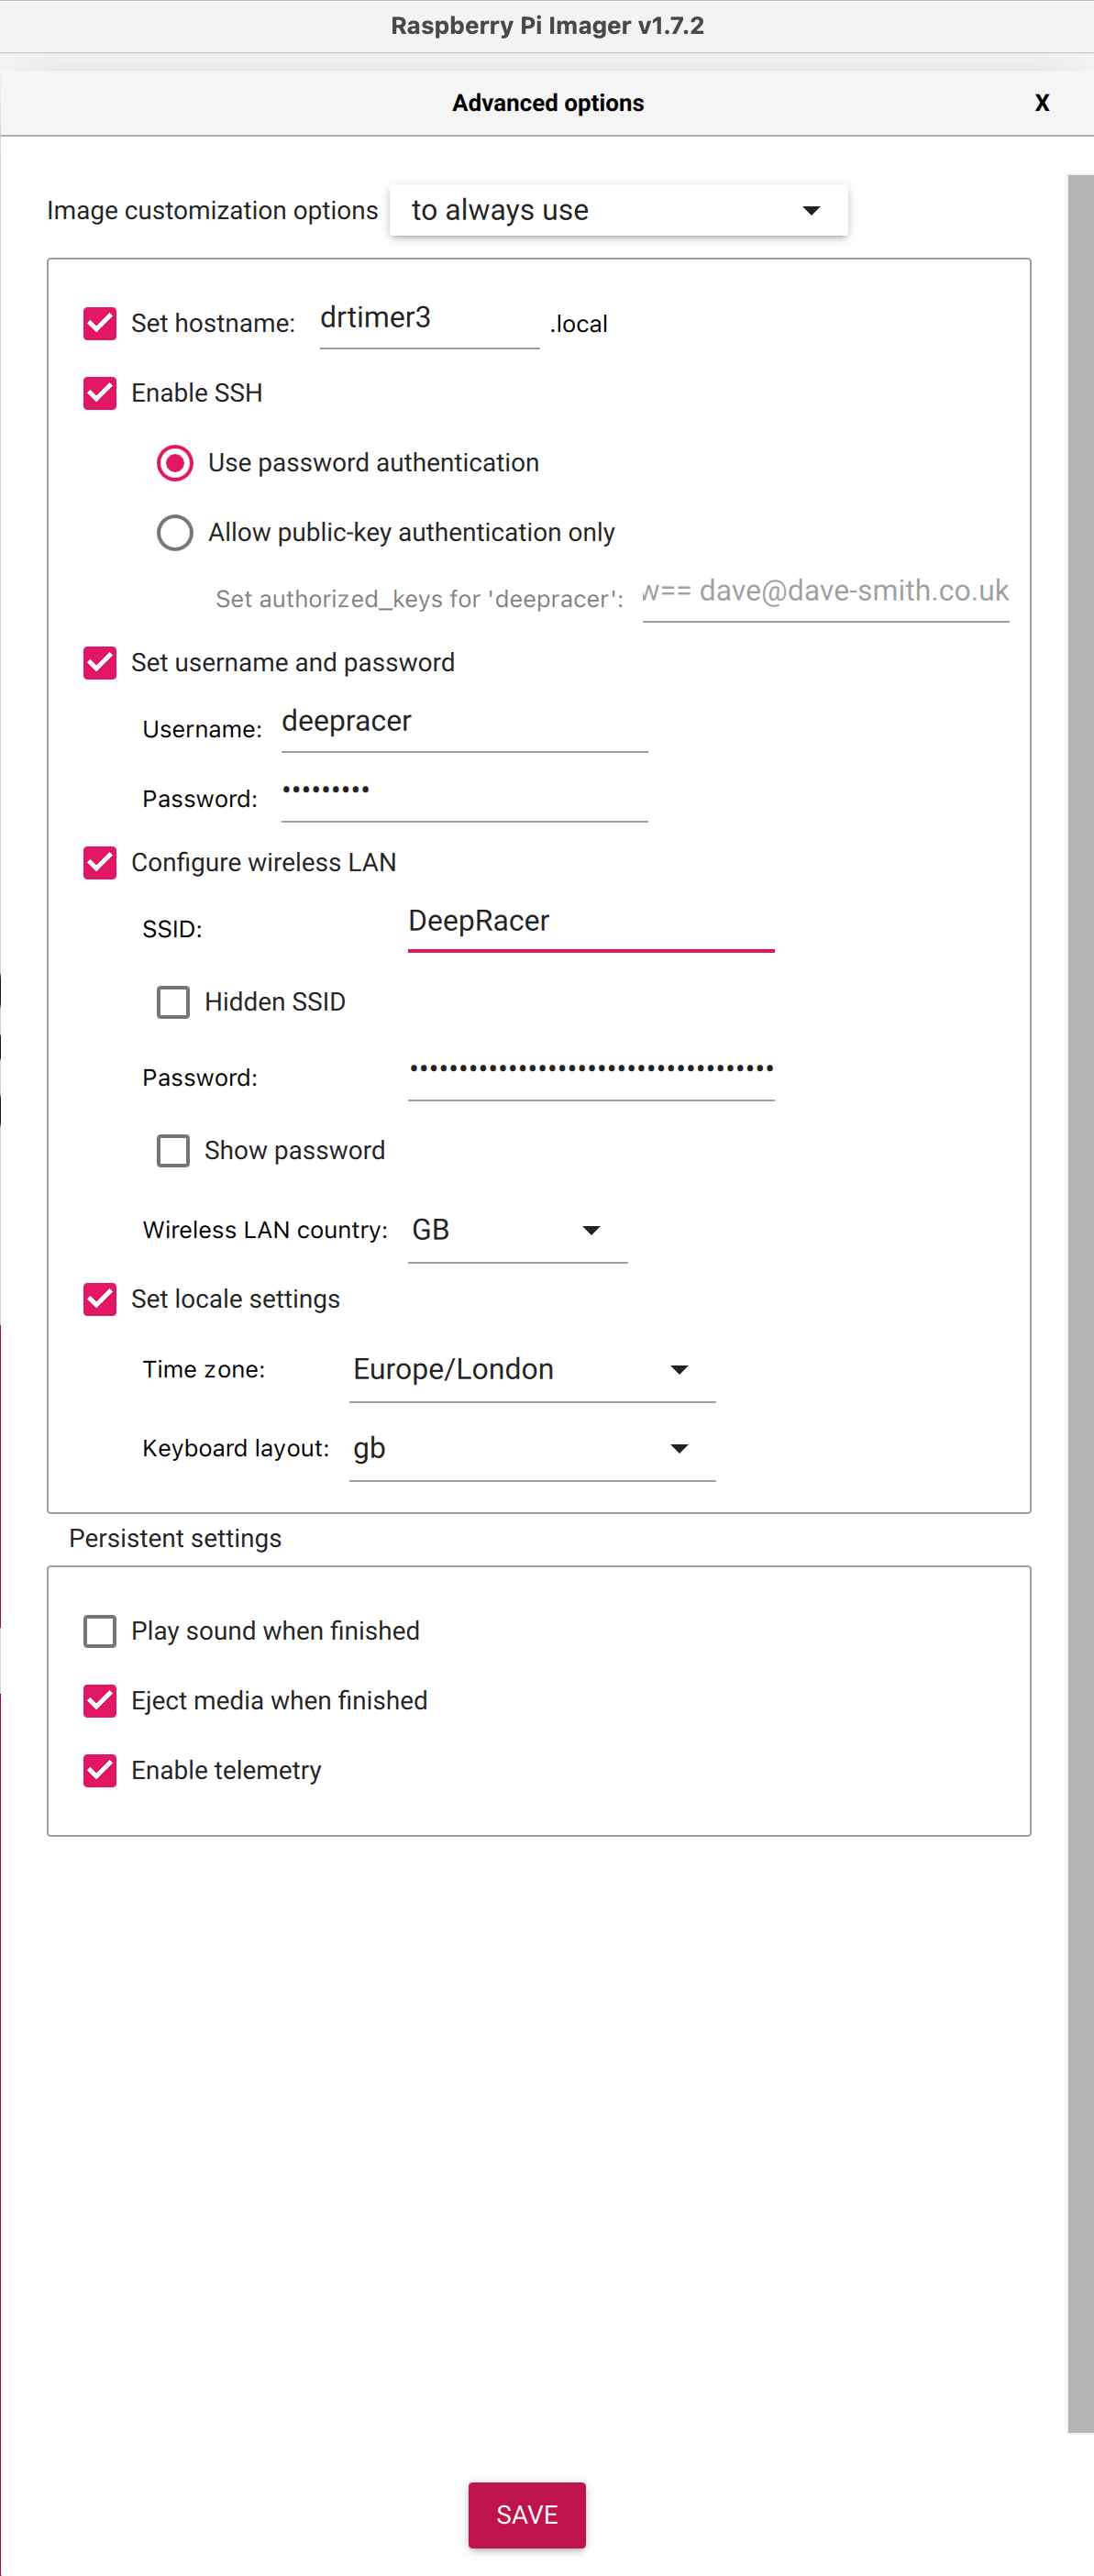 Raspberry Pi Imager v1.7.2
Advanced options X
Image customization options to always use
Set hostname: drtimer3 .local
Enable SSH
Use password authentication
Allow public-key authentication only
Set authorized_keys for 'deepracer': w== dave@dave-smith.co.uk
Set username and password
Username: deepracer
Password: •••••••••
Configure wireless LAN
SSID: DeepRacer
Hidden SSID
Password: •••••••••••••••••••••••••••••••••••••
Show password
Wireless LAN country: GB
Set locale settings
Time zone: Europe/London
Keyboard layout: gb
Persistent settings
Play sound when finished
Eject media when finished
Enable telemetry
SAVE